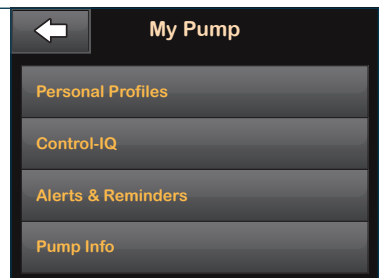 My Pump
Personal Profiles
Control-IQ
Alerts & Reminders
Pump Info